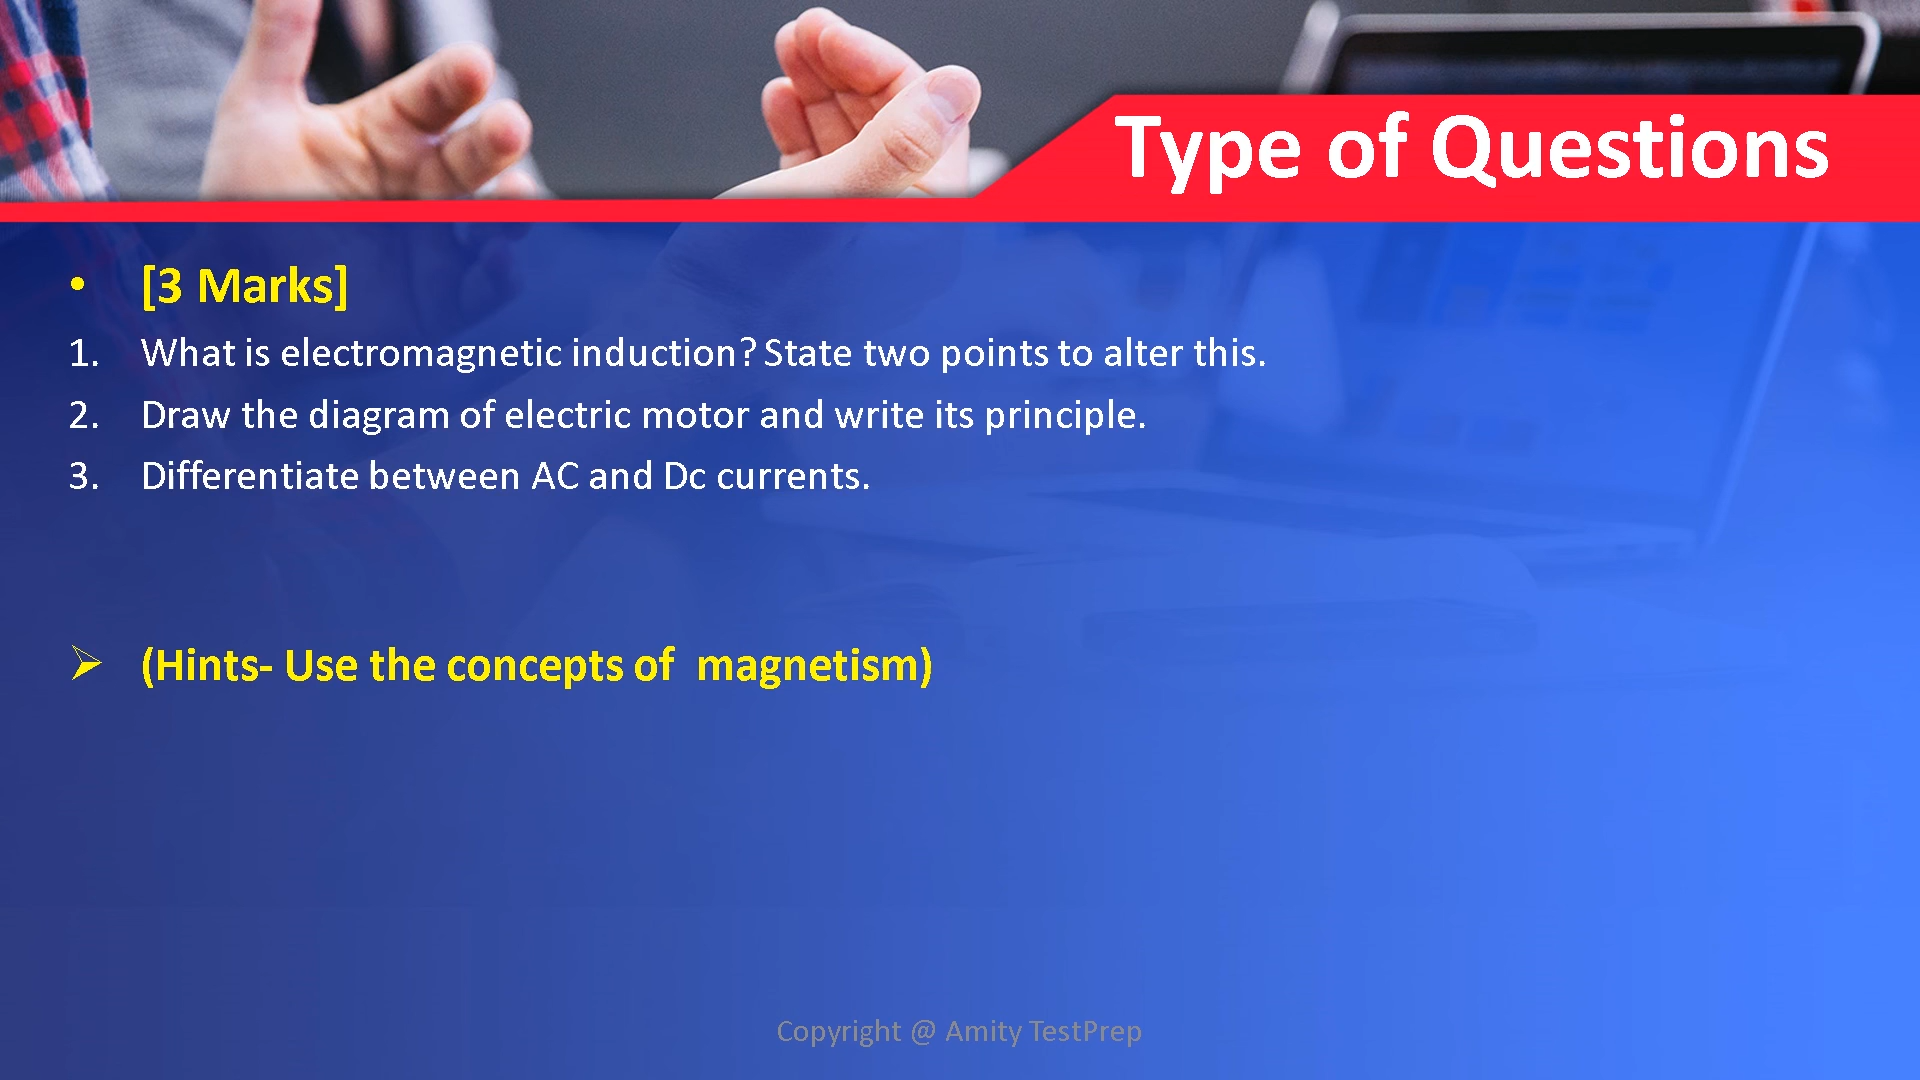 Type of Questions
• [3 Marks]
1. What is electromagnetic induction? State two points to alter this.
2. Draw the diagram of electric motor and write its principle.
3. Differentiate between AC and Dc currents.
➢ (Hints- Use the concepts of  magnetism)
Copyright @ Amity TestPrep